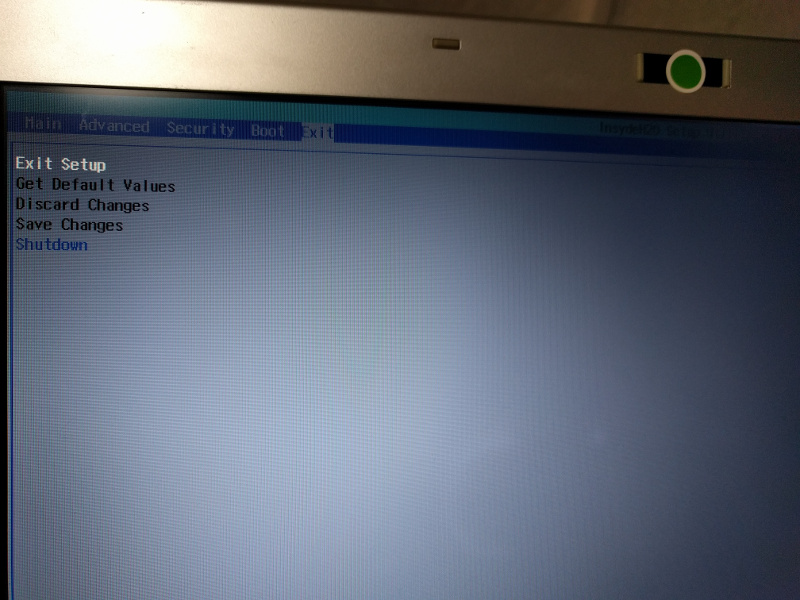 Main Advanced Security Boot Exit
Exit Setup
Get Default Values
Discard Changes
Save Changes
Shutdown